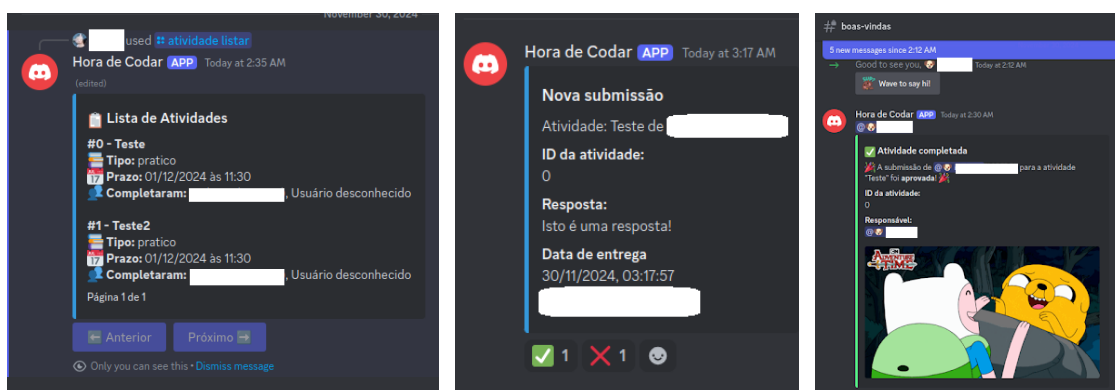 November 30, 2024
used atividade listar
Hora de Codar APP Today at 2:35 AM
(edited)
Lista de Atividades
#0 - Teste
Tipo: pratico
JUL 17 Prazo: 01/12/2024 às 11:30
Completaram: , Usuário desconhecido
#1 - Teste2
Tipo: pratico
JUL 17 Prazo: 01/12/2024 às 11:30
Completaram: , Usuário desconhecido
Página 1 de 1
Anterior Próximo
Only you can see this • Dismiss message
Hora de Codar APP Today at 3:17 AM
Nova submissão
Atividade: Teste de
ID da atividade:
0
Resposta:
Isto é uma resposta!
Data de entrega
30/11/2024, 03:17:57
1 1
# boas-vindas
5 new messages since 2:12 AM
Good to see you, Today at 2:12 AM
Wave to say hi!
Hora de Codar APP Today at 2:30 AM
@
Atividade completada
A submissão de @ para a atividade
"Teste" foi aprovada!
ID da atividade:
0
Responsável:
@
CN
ADVENTURE
TIME